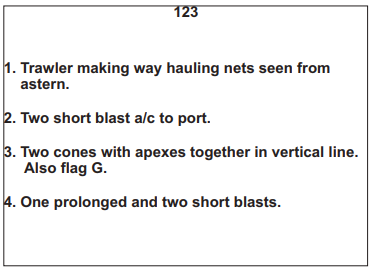 123
1. Trawler making way hauling nets seen from
astern.
2. Two short blast a/c to port.
3. Two cones with apexes together in vertical line.
Also flag G.
4. One prolonged and two short blasts.